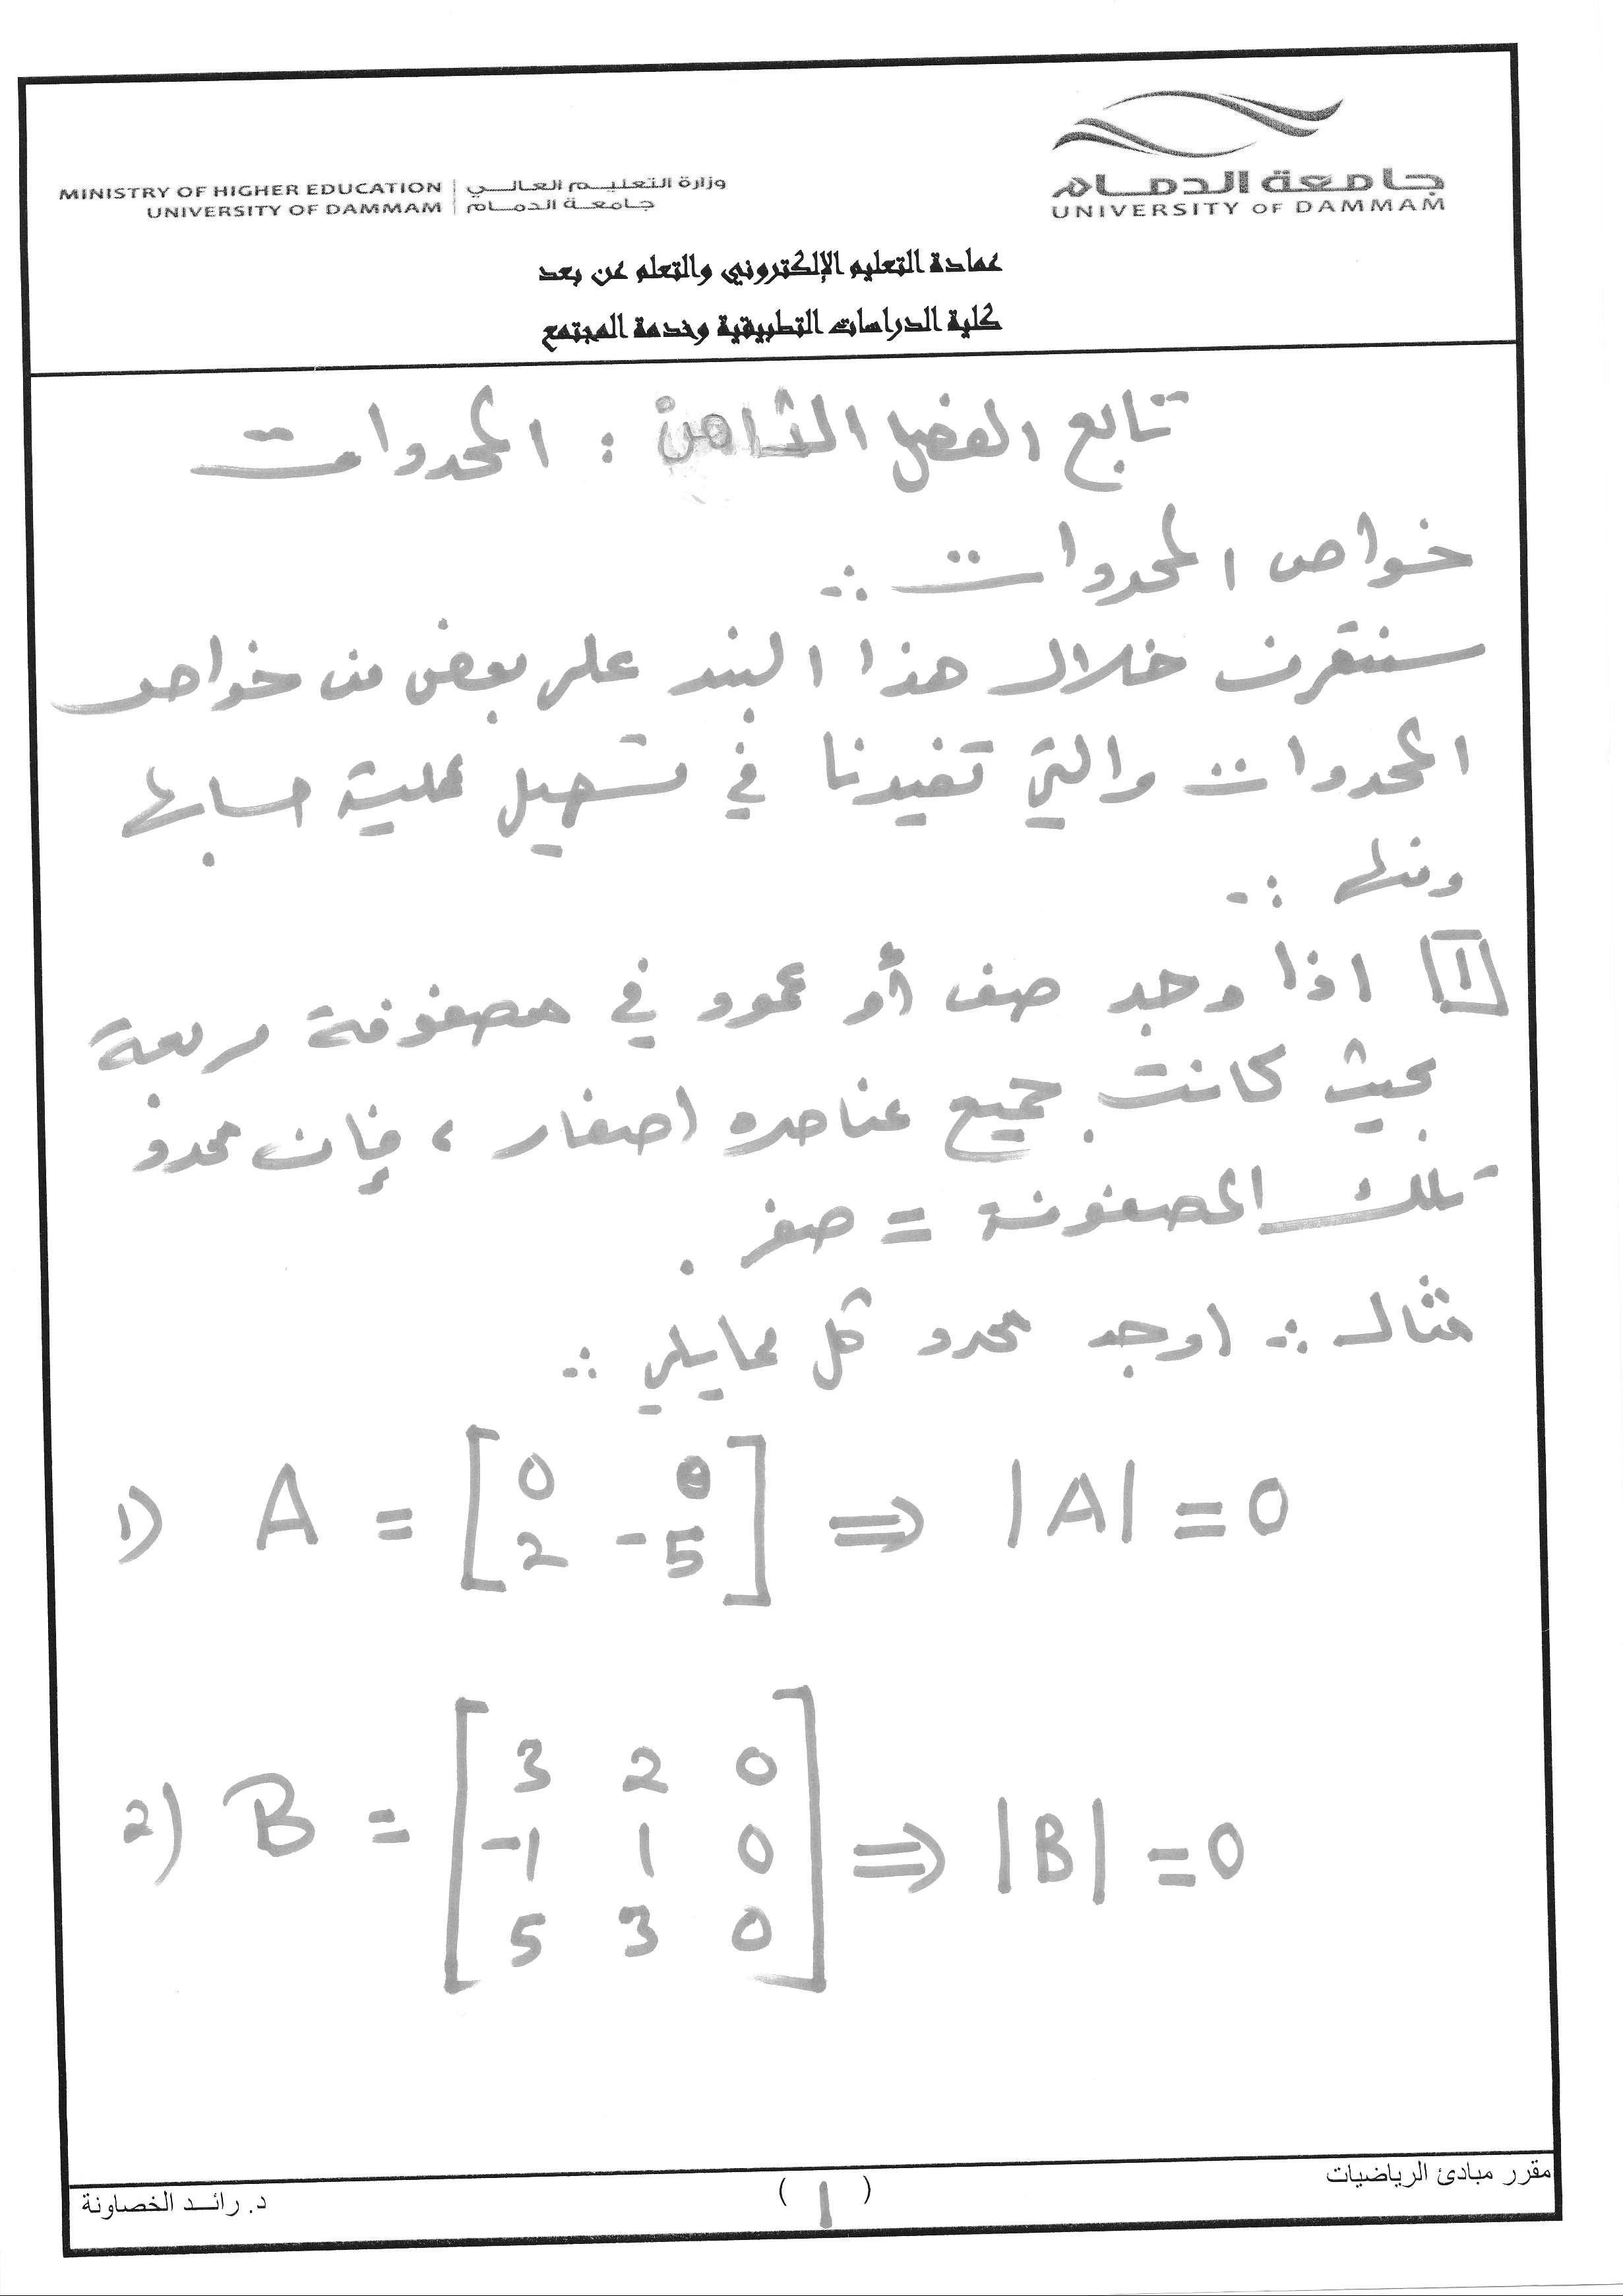 جامعة الدمام
UNIVERSITY OF DAMMAM
MINISTRY OF HIGHER EDUCATION | وزارة التعليم العالي
UNIVERSITY OF DAMMAM | جامعة الدمام
عمادة التعليم الإلكتروني والتعلم عن بعد
كلية الدراسات التطبيقية وخدمة المجتمع
تابع الفصل الثامن : المحددات
خواص المحددات :-
سنتعرف خلال هذا البند على بعض من خواص
المحددات والتي تفيدنا في تسهيل عملية حسابها
ومنها :-
1 اذا وجد صف أو عمود في مصفوفة مربعة
بحيث كانت جميع عناصره اصفار ، فإن محدد
تلك المصفوفة = صفر .
مثال :- اوجد محدد كل مما يلي :-
1) A = [0 0
2 -5] ⇒ |A| = 0
2) B = [3 2 0
-1 1 0
5 3 0] ⇒ |B| = 0
مقرر مبادئ الرياضيات
( 1 )
د. رائد الخصاونة